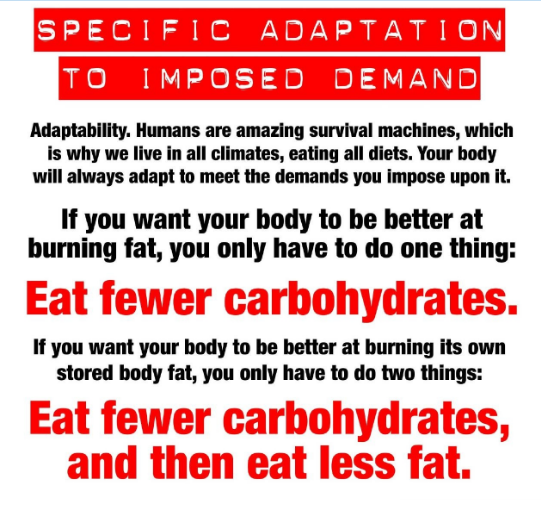 SPECIFIC ADAPTATION
TO IMPOSED DEMAND
Adaptability. Humans are amazing survival machines, which
is why we live in all climates, eating all diets. Your body
will always adapt to meet the demands you impose upon it.
If you want your body to be better at
burning fat, you only have to do one thing:
Eat fewer carbohydrates.
If you want your body to be better at burning its own
stored body fat, you only have to do two things:
Eat fewer carbohydrates,
and then eat less fat.